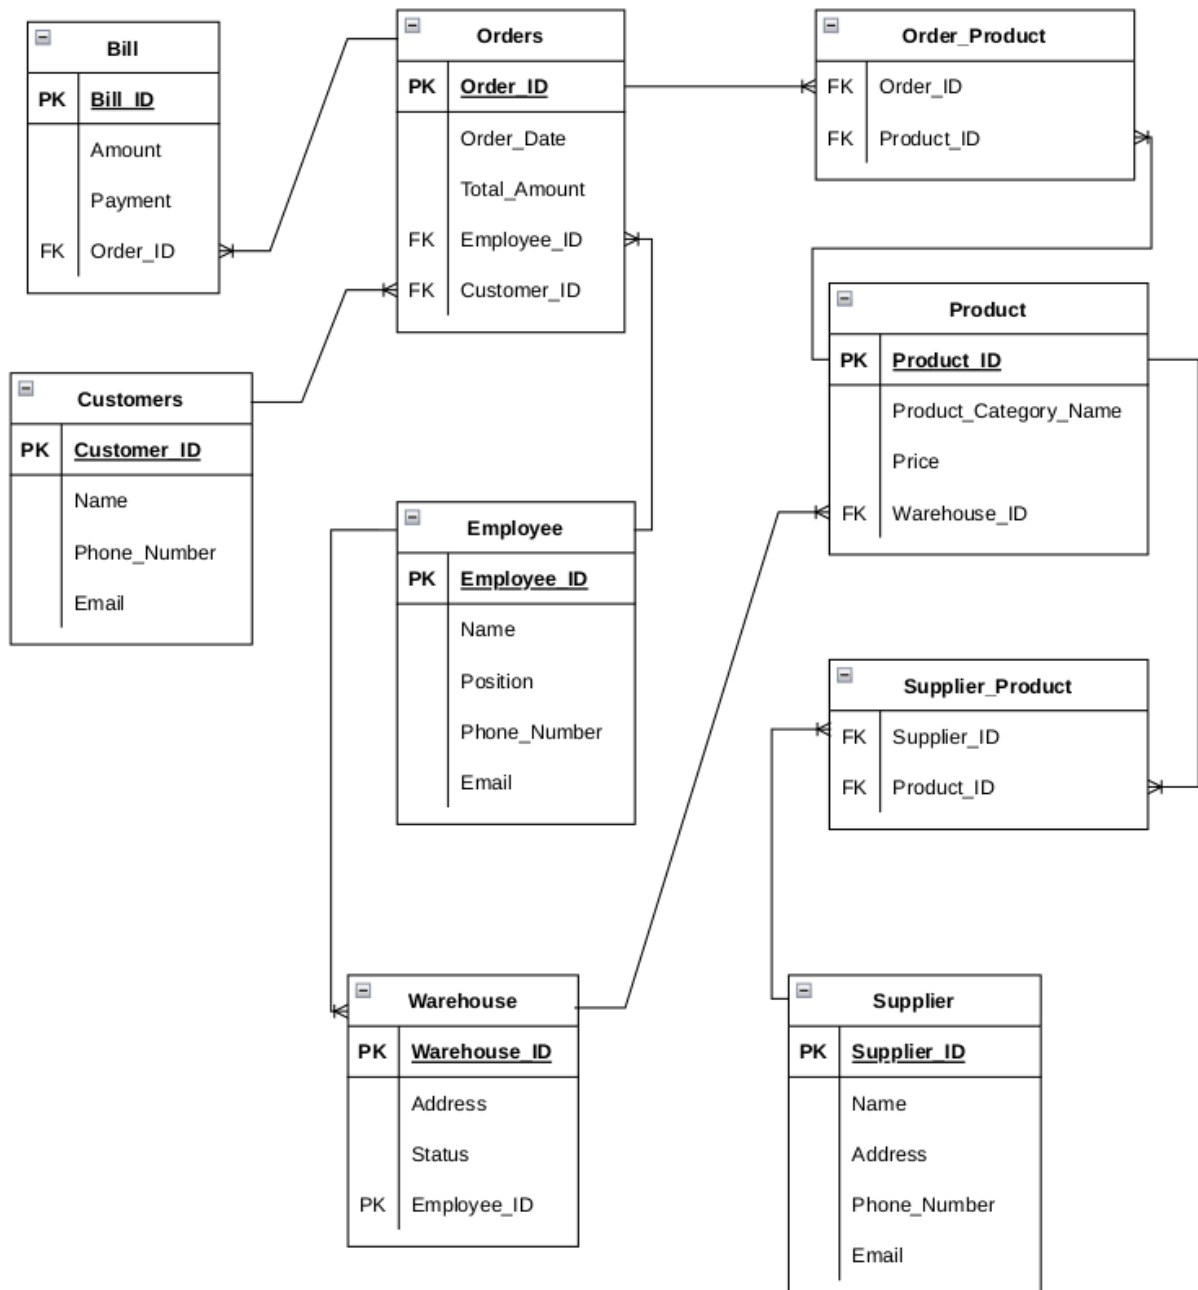 Bill
PK Bill_ID
Amount
Payment
FK Order_ID
Orders
PK Order_ID
Order_Date
Total_Amount
FK Employee_ID
FK Customer_ID
Order_Product
FK Order_ID
FK Product_ID
Customers
PK Customer_ID
Name
Phone_Number
Email
Employee
PK Employee_ID
Name
Position
Phone_Number
Email
Product
PK Product_ID
Product_Category_Name
Price
FK Warehouse_ID
Supplier_Product
FK Supplier_ID
FK Product_ID
Warehouse
PK Warehouse_ID
Address
Status
PK Employee_ID
Supplier
PK Supplier_ID
Name
Address
Phone_Number
Email